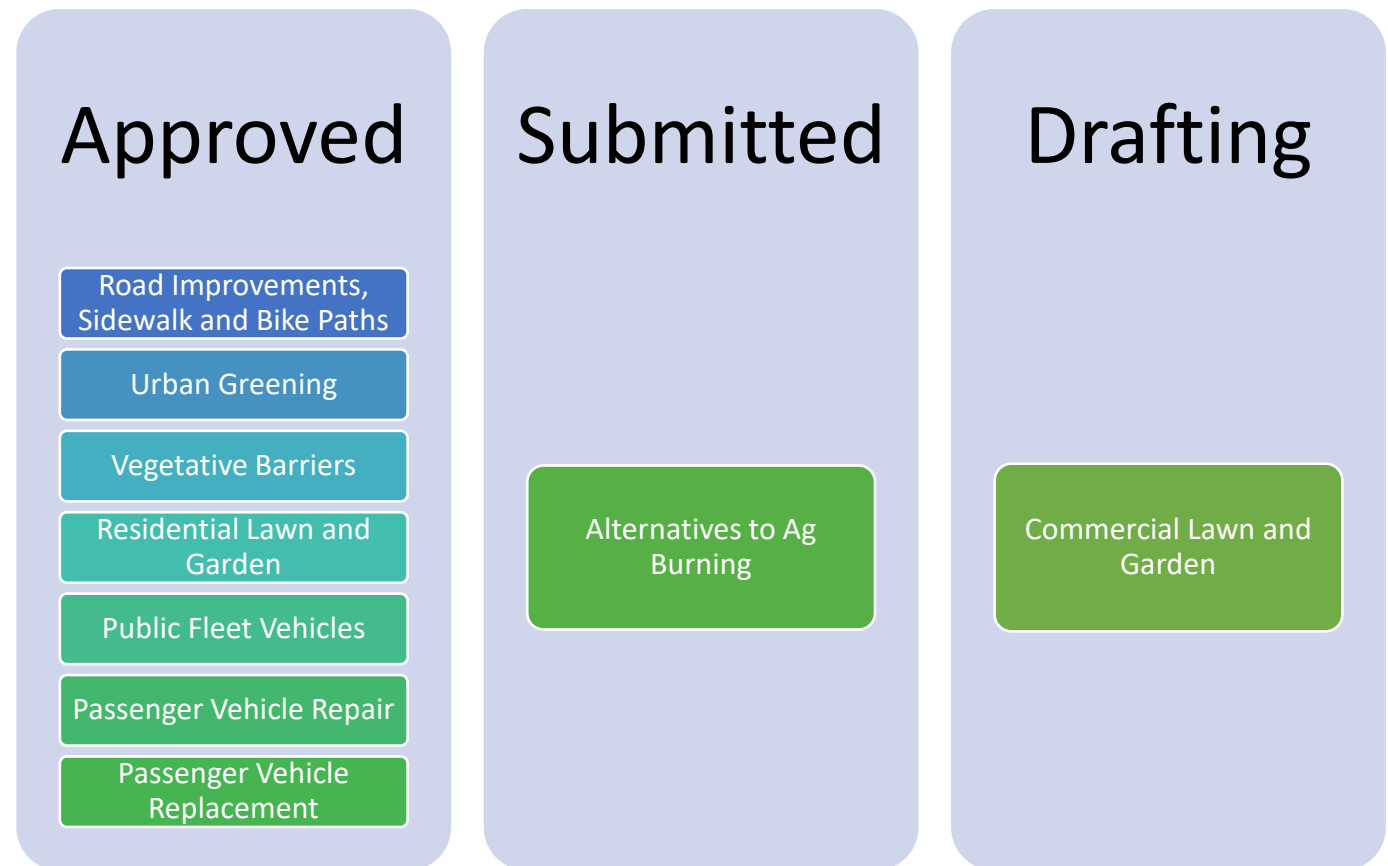 Approved
Road Improvements,
Sidewalk and Bike Paths
Urban Greening
Vegetative Barriers
Residential Lawn and
Garden
Public Fleet Vehicles
Passenger Vehicle Repair
Passenger Vehicle
Replacement
Submitted
Alternatives to Ag
Burning
Drafting
Commercial Lawn and
Garden